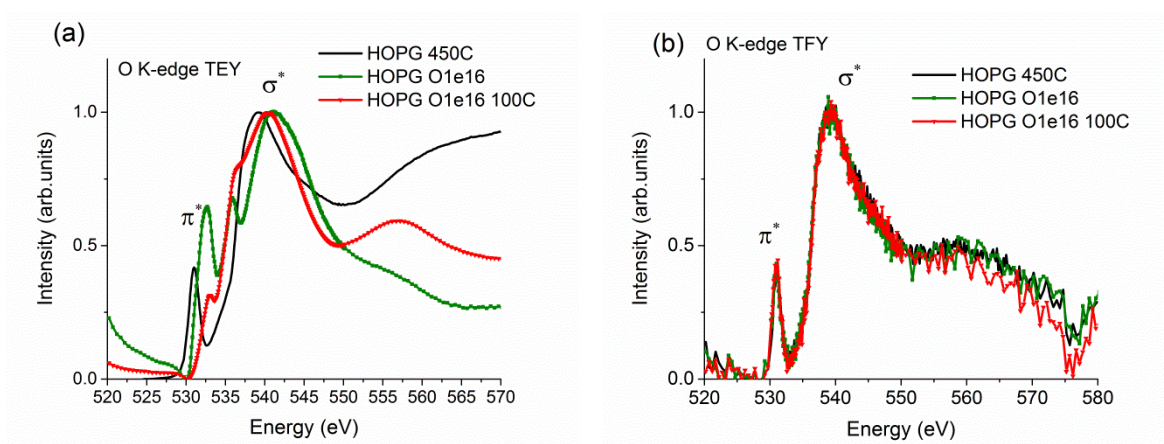 (a)
O K-edge TEY
HOPG 450C
HOPG O1e16
HOPG O1e16 100C
σ*
π*
1.0
0.5
0.0
Intensity (arb.units)
520 525 530 535 540 545 550 555 560 565 570
Energy (eV)
(b)
O K-edge TFY
HOPG 450C
HOPG O1e16
HOPG O1e16 100C
σ*
π*
1.0
0.5
0.0
Intensity (arb.units)
520 530 540 550 560 570 580
Energy (eV)